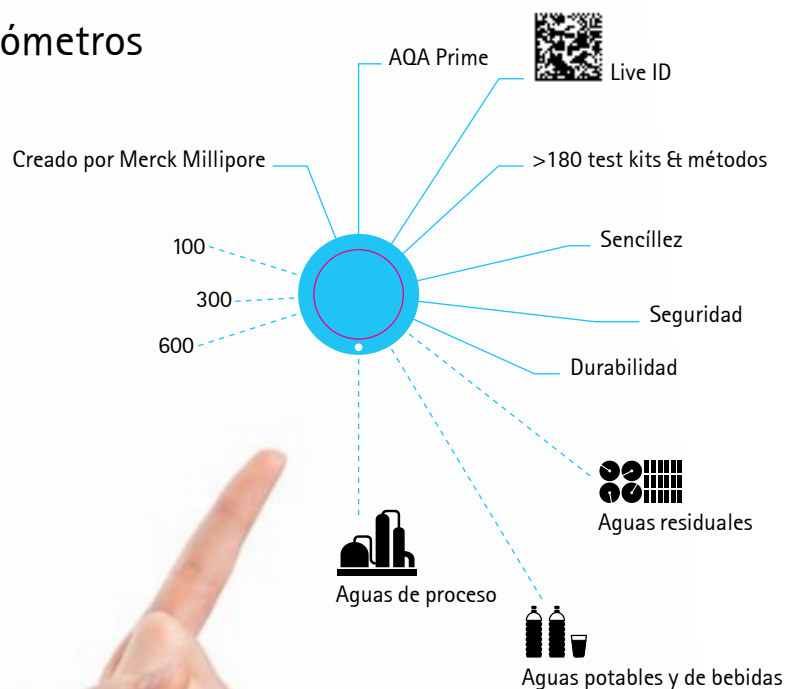 ómetros
AQA Prime
Live ID
Creado por Merck Millipore
>180 test kits & métodos
100
Sencíllez
300
Seguridad
600
Durabilidad
Aguas residuales
Aguas de proceso
Aguas potables y de bebidas